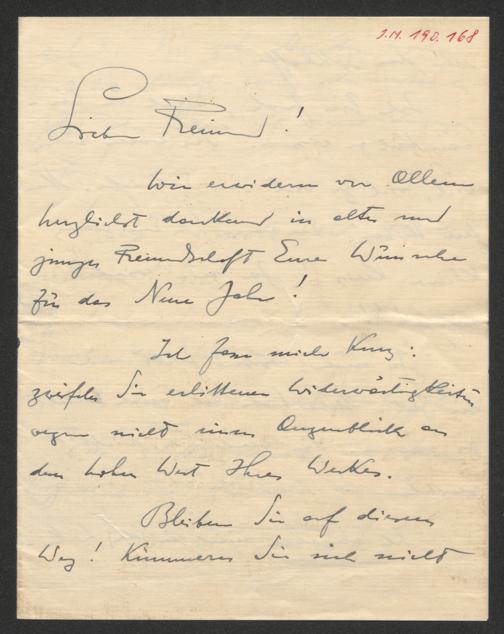 J.N. 190.168
Lieber Freund!
Wir erwidern vor Allem
herzlichst dankend in alter und
junger Freundschaft Eure Wünsche
für das Neue Jahr!
Ich fasse mich kurz:
zweifeln Sie erlittener Widerwärtigkeiten
wegen nicht einen Augenblick an
dem hohen Wert Ihres Werkes.
Bleiben Sie auf diesem
Weg! Kümmern Sie sich nicht